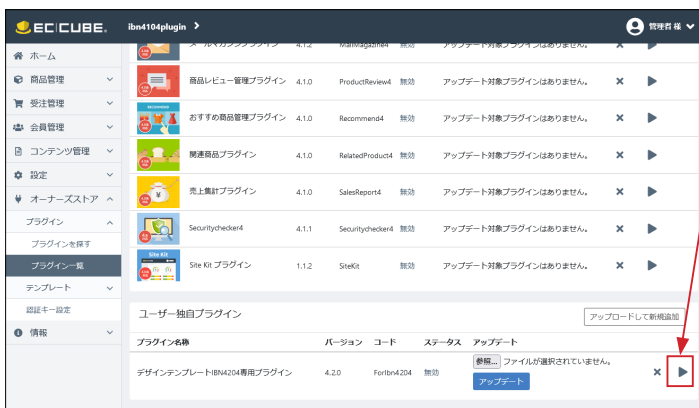 EC CUBE.
ibn4104plugin
管理者 様
ホーム
商品管理
受注管理
会員管理
コンテンツ管理
設定
オーナーズストア
プラグイン
プラグインを探す
プラグイン一覧
テンプレート
認証キー設定
情報
メールマガジンプラグイン 4.1.2 MailMagazine4 無効 アップデート対象プラグインはありません。
商品レビュー管理プラグイン 4.1.0 ProductReview4 無効 アップデート対象プラグインはありません。
RECOMMEND
おすすめ商品管理プラグイン 4.1.0 Recommend4 無効 アップデート対象プラグインはありません。
関連商品プラグイン 4.1.0 RelatedProduct4 無効 アップデート対象プラグインはありません。
売上集計プラグイン 4.1.0 SalesReport4 無効 アップデート対象プラグインはありません。
Securitychecker4 4.1.1 Securitychecker4 無効 アップデート対象プラグインはありません。
Site Kit
Site Kit プラグイン 1.1.2 SiteKit 無効 アップデート対象プラグインはありません。
ユーザー独自プラグイン
アップロードして新規追加
プラグイン名称 バージョン コード ステータス アップデート
デザインテンプレートIBN4204専用プラグイン 4.2.0 ForIbn4204 無効
参照... ファイルが選択されていません。
アップデート